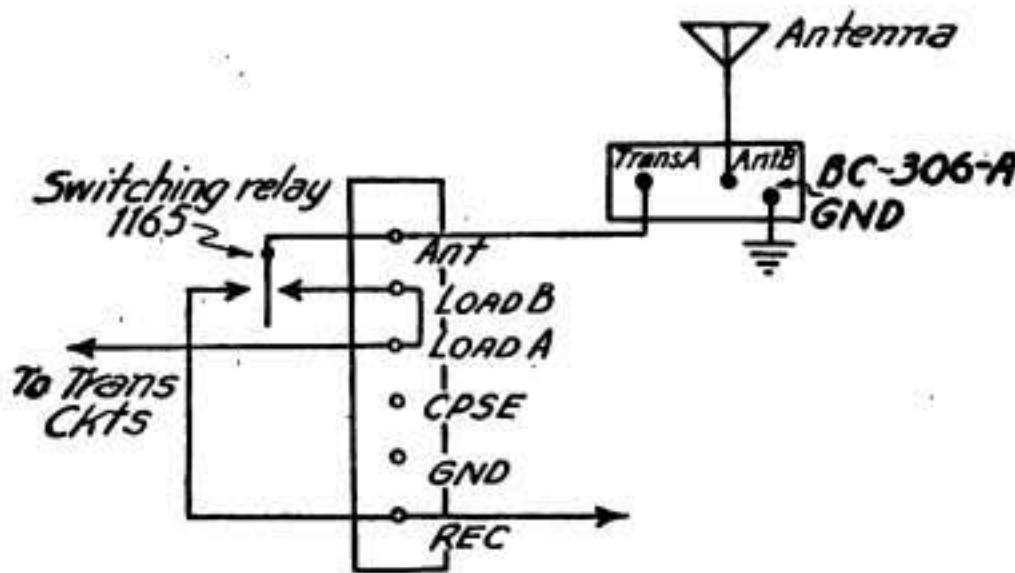 Antenna
TransA AntB BC-306-A
GND
Switching relay
1165
Ant
LOAD B
LOAD A
To Trans
Ckts
CPSE
GND
REC